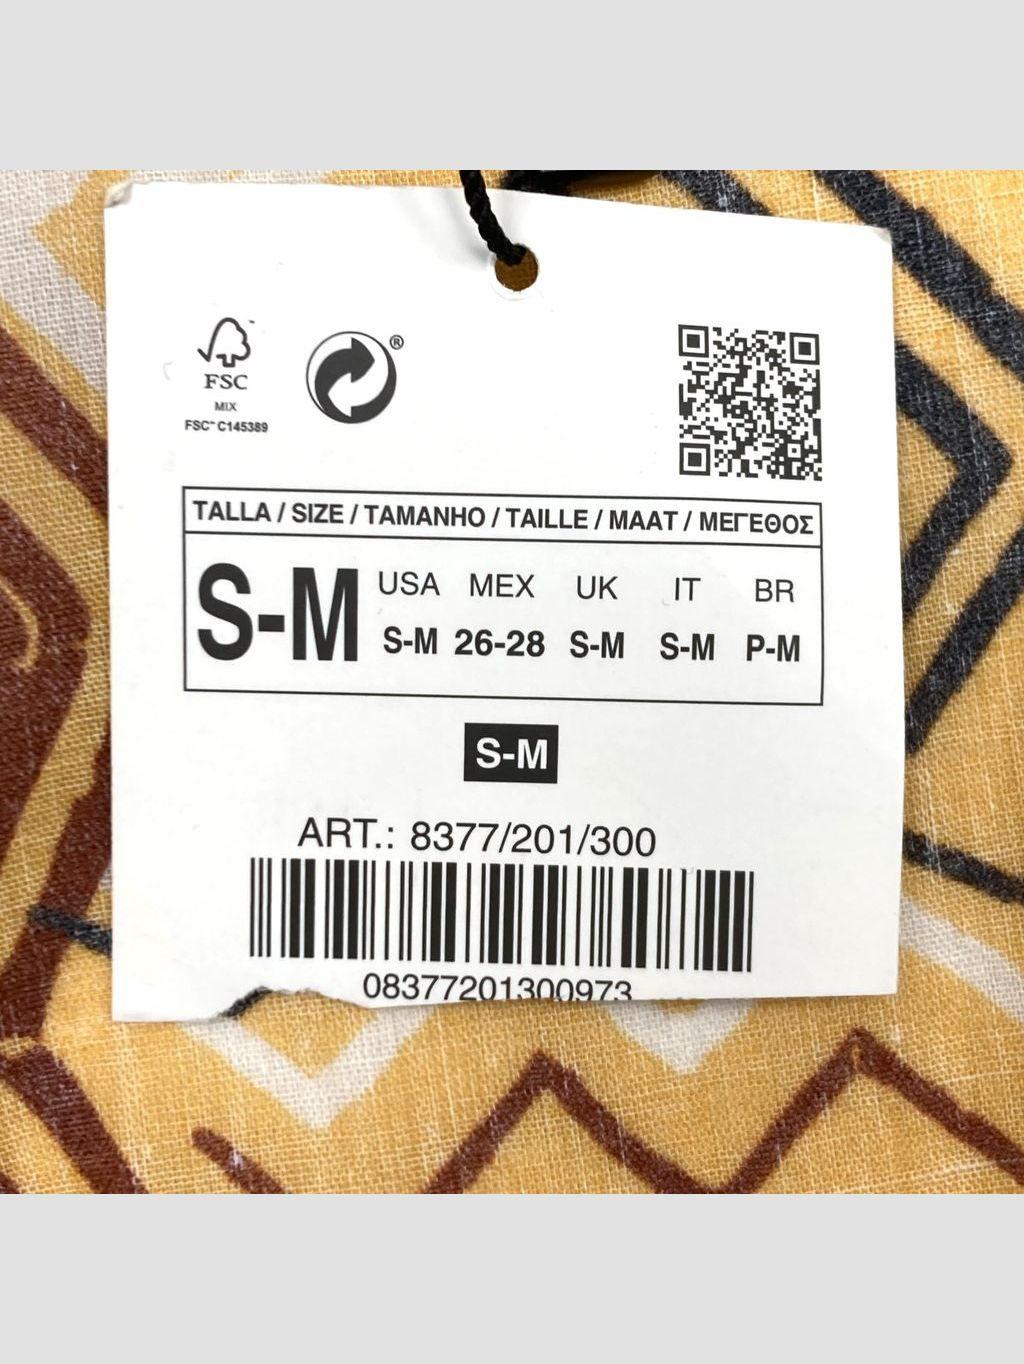 FSC™
MIX
FSC™ C145389
®
TALLA / SIZE / TAMANHO / TAILLE / MAAT / ΜΕΓΕΘΟΣ
S-M
USA MEX UK IT BR
S-M 26-28 S-M S-M P-M
S-M
ART.: 8377/201/300
08377201300973